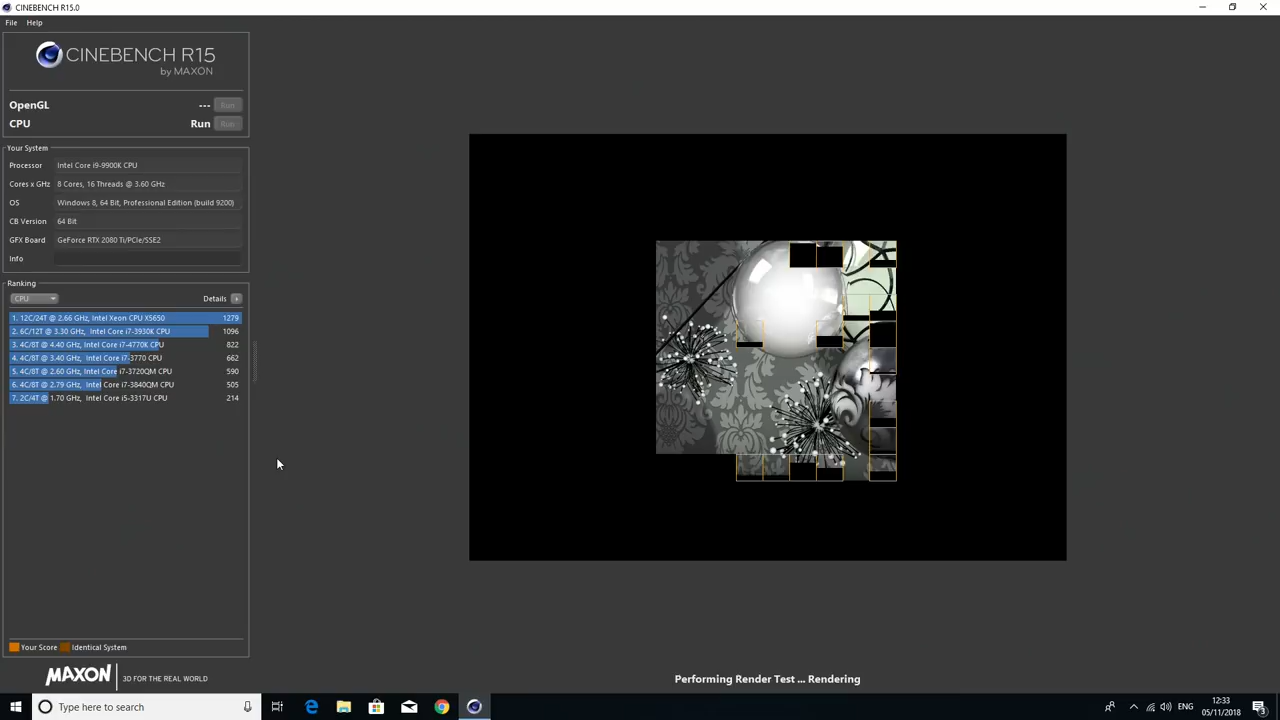 CINEBENCH R15.0
File Help
CINEBENCH R15
by MAXON
OpenGL --- Run
CPU Run Run
Your System
Processor Intel Core i9-9900K CPU
Cores x GHz 8 Cores, 16 Threads @ 3.60 GHz
OS Windows 8, 64 Bit, Professional Edition (build 9200)
CB Version 64 Bit
GFX Board GeForce RTX 2080 Ti/PCIe/SSE2
Info
Ranking
CPU Details +
1. 12C/24T @ 2.66 GHz, Intel Xeon CPU X5650 1279
2. 6C/12T @ 3.30 GHz, Intel Core i7-3930K CPU 1096
3. 4C/8T @ 4.40 GHz, Intel Core i7-4770K CPU 822
4. 4C/8T @ 3.40 GHz, Intel Core i7-3770 CPU 662
5. 4C/8T @ 2.60 GHz, Intel Core i7-3720QM CPU 590
6. 4C/8T @ 2.79 GHz, Intel Core i7-3840QM CPU 505
7. 2C/4T @ 1.70 GHz, Intel Core i5-3317U CPU 214
Your Score Identical System
MAXON 3D FOR THE REAL WORLD
Performing Render Test ... Rendering
Type here to search
ENG
12:33
05/11/2018
3